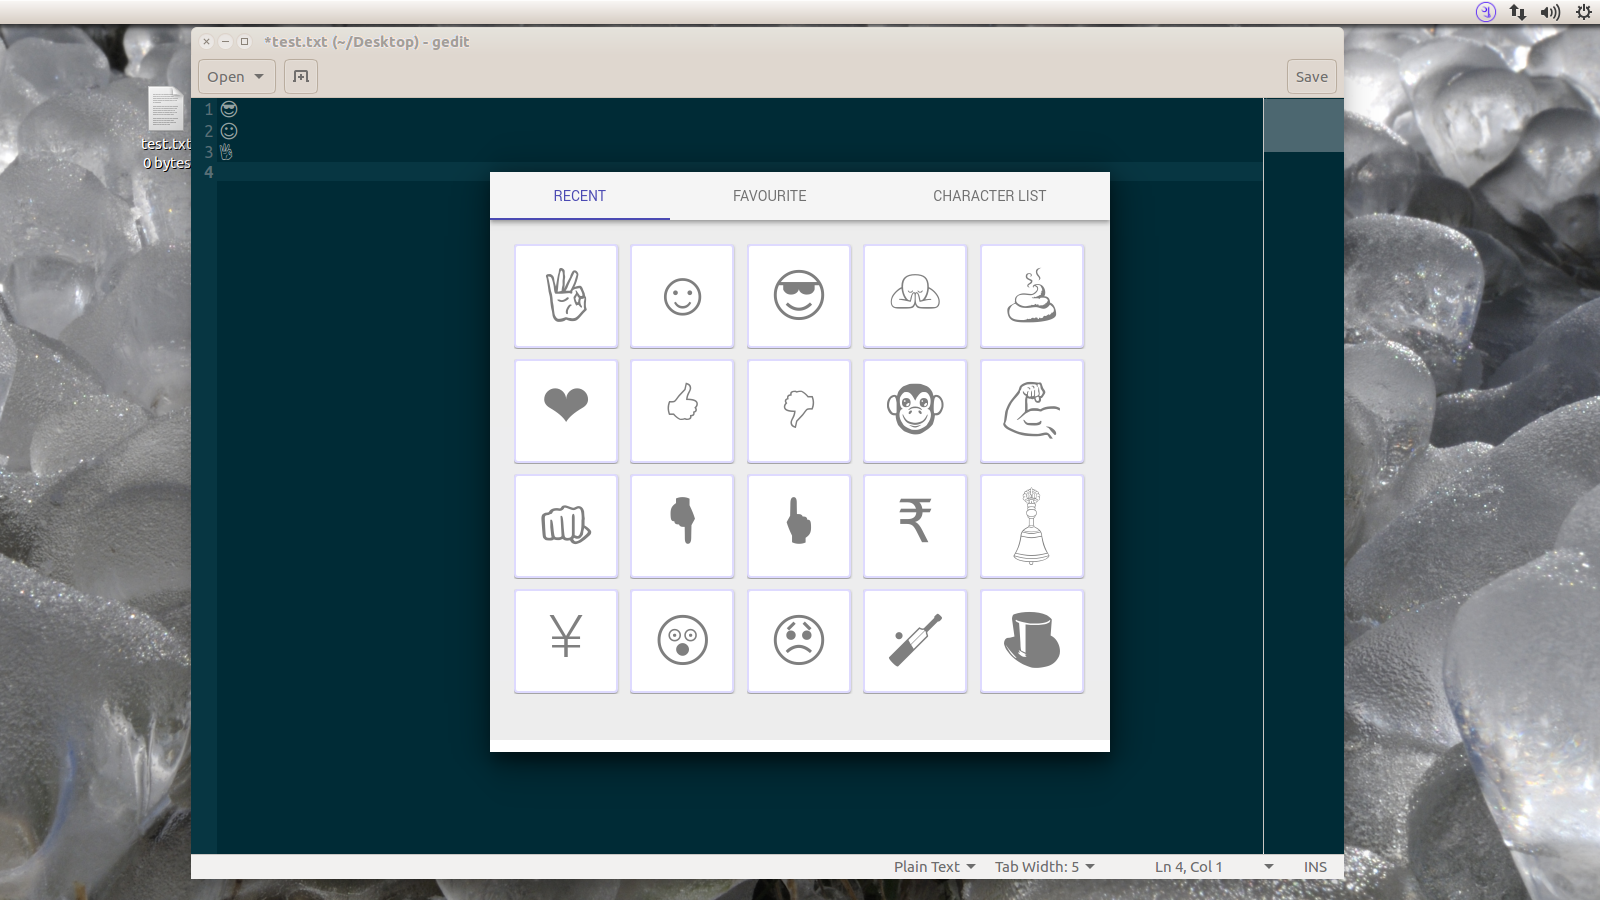 *test.txt (~/Desktop) - gedit
Open
Save
test.txt
0 bytes
1 😎
2 ☺
3 👌
4
RECENT FAVOURITE CHARACTER LIST
👌 ☺ 😎 🙇 💩
❤ 👍 👎 🐵 💪
👊 👇 👆 ₹
¥ 😲 😟 🏏 🎩
Plain Text Tab Width: 5 Ln 4, Col 1 INS